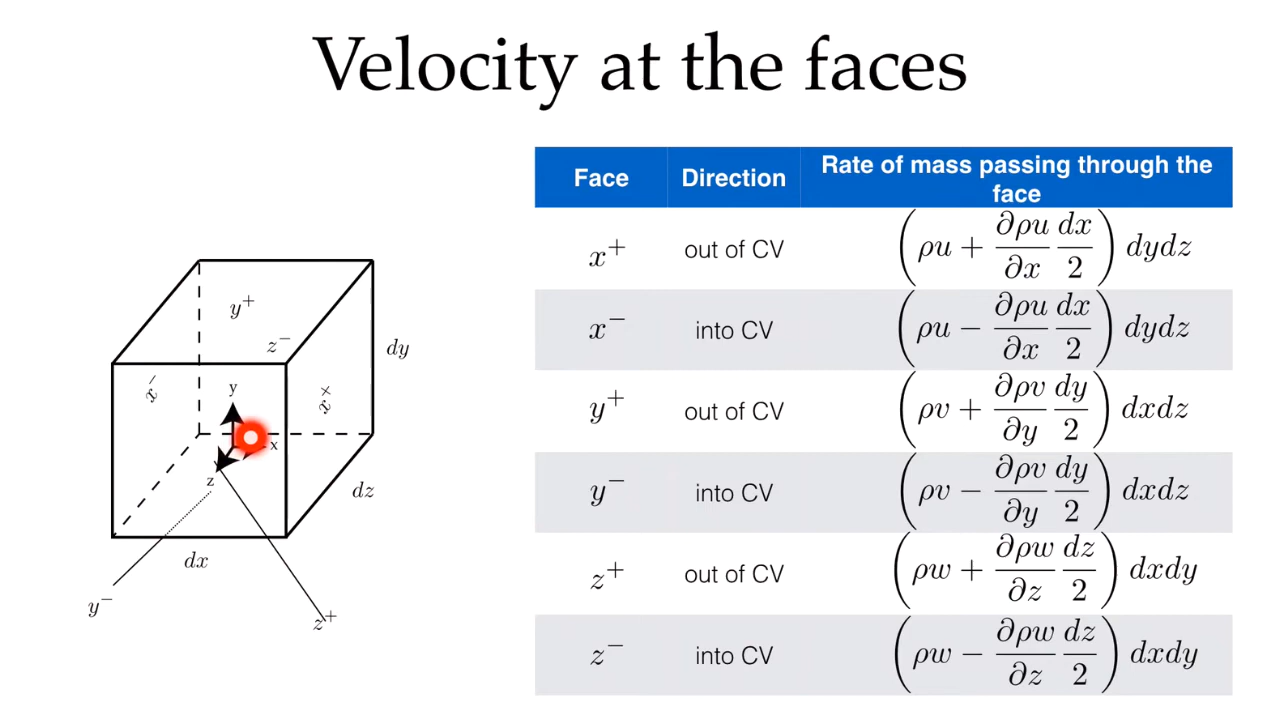 Velocity at the faces
Face Direction Rate of mass passing through the face
x⁺ out of CV (ρu + ∂ρu/∂x dx/2) dydz
x⁻ into CV (ρu − ∂ρu/∂x dx/2) dydz
y⁺ out of CV (ρv + ∂ρv/∂y dy/2) dxdz
y⁻ into CV (ρv − ∂ρv/∂y dy/2) dxdz
z⁺ out of CV (ρw + ∂ρw/∂z dz/2) dxdy
z⁻ into CV (ρw − ∂ρw/∂z dz/2) dxdy
y⁺
z⁻
dy
x⁻
y
x⁺
x
z
dz
dx
y⁻
z⁺